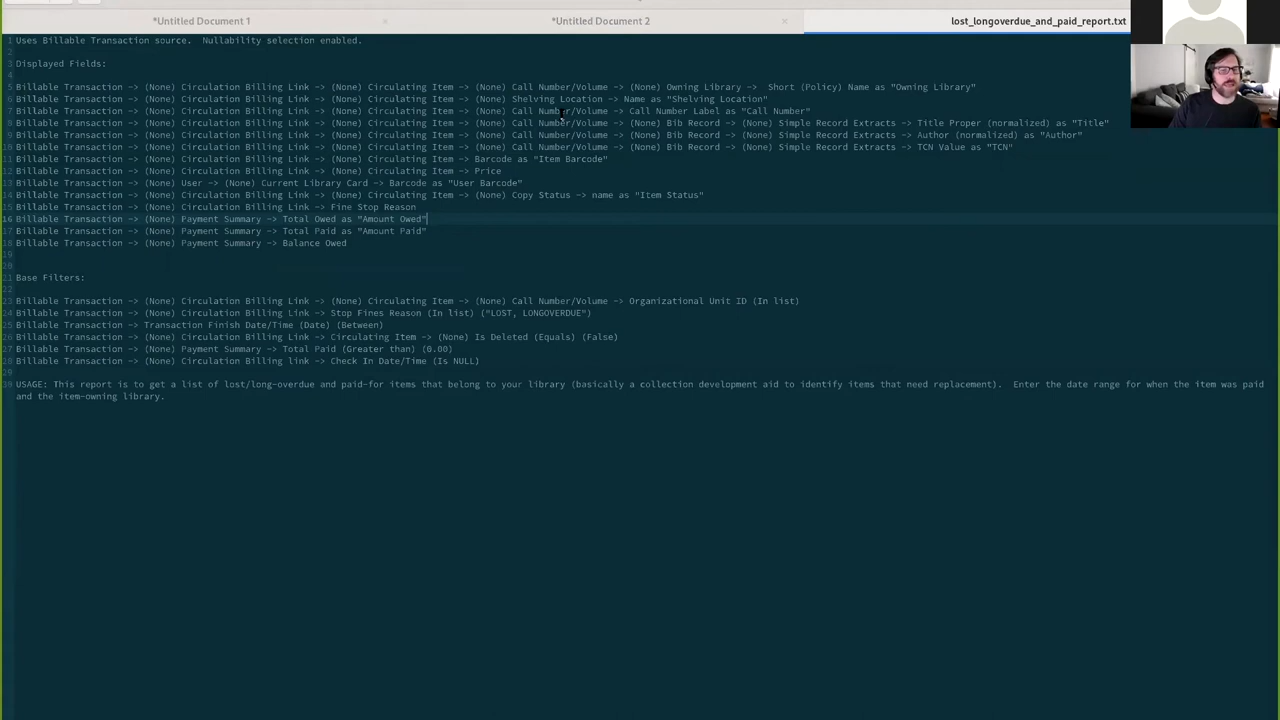 *Untitled Document 1
*Untitled Document 2
lost_longoverdue_and_paid_report.txt
1 Uses Billable Transaction source.  Nullability selection enabled.
2
3 Displayed Fields:
4
5 Billable Transaction -> (None) Circulation Billing Link -> (None) Circulating Item -> (None) Call Number/Volume -> (None) Owning Library ->  Short (Policy) Name as "Owning Library"
6 Billable Transaction -> (None) Circulation Billing Link -> (None) Circulating Item -> (None) Shelving Location -> Name as "Shelving Location"
7 Billable Transaction -> (None) Circulation Billing Link -> (None) Circulating Item -> (None) Call Number/Volume -> Call Number Label as "Call Number"
8 Billable Transaction -> (None) Circulation Billing Link -> (None) Circulating Item -> (None) Call Number/Volume -> (None) Bib Record -> (None) Simple Record Extracts -> Title Proper (normalized) as "Title"
9 Billable Transaction -> (None) Circulation Billing Link -> (None) Circulating Item -> (None) Call Number/Volume -> (None) Bib Record -> (None) Simple Record Extracts -> Author (normalized) as "Author"
10 Billable Transaction -> (None) Circulation Billing Link -> (None) Circulating Item -> (None) Call Number/Volume -> (None) Bib Record -> (None) Simple Record Extracts -> TCN Value as "TCN"
11 Billable Transaction -> (None) Circulation Billing Link -> (None) Circulating Item -> Barcode as "Item Barcode"
12 Billable Transaction -> (None) Circulation Billing Link -> (None) Circulating Item -> Price
13 Billable Transaction -> (None) User -> (None) Current Library Card -> Barcode as "User Barcode"
14 Billable Transaction -> (None) Circulation Billing Link -> (None) Circulating Item -> (None) Copy Status -> name as "Item Status"
15 Billable Transaction -> (None) Circulation Billing Link -> Fine Stop Reason
16 Billable Transaction -> (None) Payment Summary -> Total Owed as "Amount Owed"
17 Billable Transaction -> (None) Payment Summary -> Total Paid as "Amount Paid"
18 Billable Transaction -> (None) Payment Summary -> Balance Owed
19
20
21 Base Filters:
22
23 Billable Transaction -> (None) Circulation Billing Link -> (None) Circulating Item -> (None) Call Number/Volume -> Organizational Unit ID (In list)
24 Billable Transaction -> (None) Circulation Billing Link -> Stop Fines Reason (In list) ("LOST, LONGOVERDUE")
25 Billable Transaction -> Transaction Finish Date/Time (Date) (Between)
26 Billable Transaction -> (None) Circulation Billing Link -> Circulating Item -> (None) Is Deleted (Equals) (False)
27 Billable Transaction -> (None) Payment Summary -> Total Paid (Greater than) (0.00)
28 Billable Transaction -> (None) Circulation Billing link -> Check In Date/Time (Is NULL)
29
30 USAGE: This report is to get a list of lost/long-overdue and paid-for items that belong to your library (basically a collection development aid to identify items that need replacement).  Enter the date range for when the item was paid
and the item-owning library.